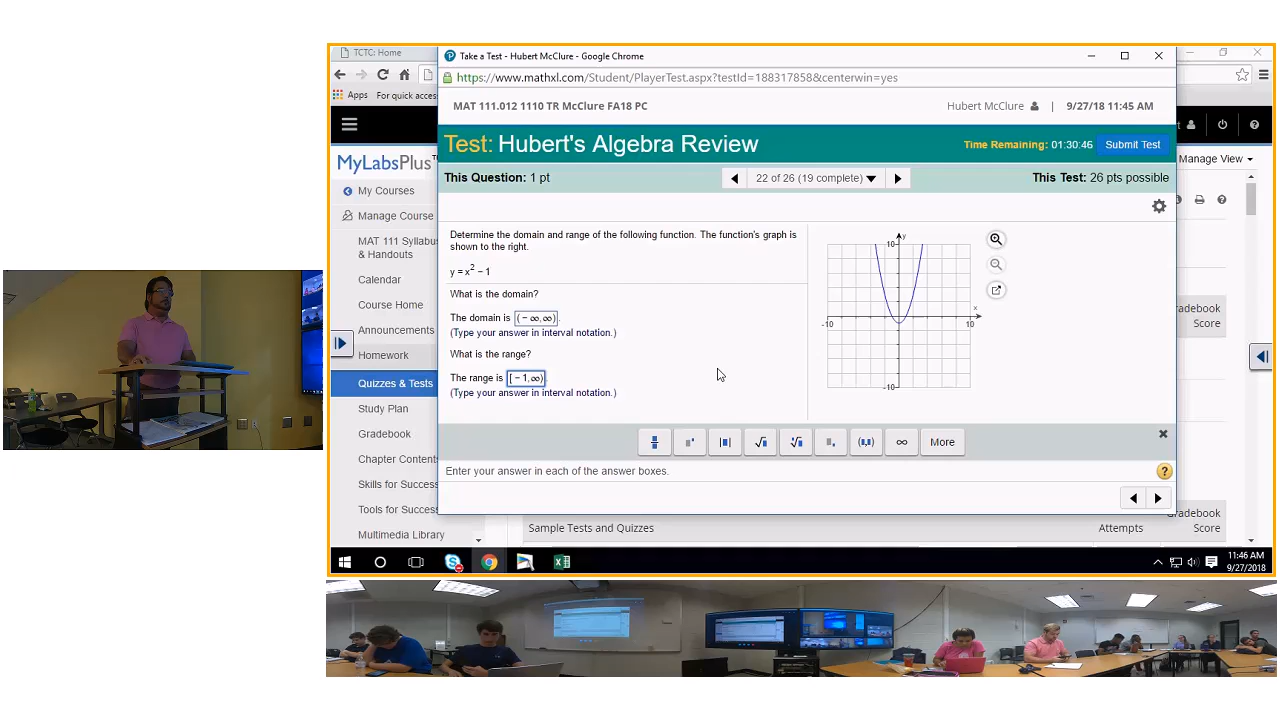 TCTC: Home
Take a Test - Hubert McClure - Google Chrome
https://www.mathxl.com/Student/PlayerTest.aspx?testId=188317858&centerwin=yes
Apps
For quick access
MAT 111.012 1110 TR McClure FA18 PC
Hubert McClure
9/27/18 11:45 AM
Test: Hubert's Algebra Review
Time Remaining: 01:30:46
Submit Test
MyLabsPlus
Manage View
This Question: 1 pt
22 of 26 (19 complete)
This Test: 26 pts possible
My Courses
Manage Course
MAT 111 Syllabus
& Handouts
Calendar
Course Home
Announcements
Homework
Quizzes & Tests
Study Plan
Gradebook
Chapter Contents
Skills for Success
Tools for Success
Multimedia Library
Determine the domain and range of the following function. The function's graph is
shown to the right.
y = x² − 1
What is the domain?
The domain is (− ∞,∞).
(Type your answer in interval notation.)
What is the range?
The range is [− 1,∞)
(Type your answer in interval notation.)
10
y
x
-10
10
-10
radebook
Score
(▮,▮)
∞
More
Enter your answer in each of the answer boxes.
Sample Tests and Quizzes
Attempts
Gradebook
Score
11:46 AM
9/27/2018